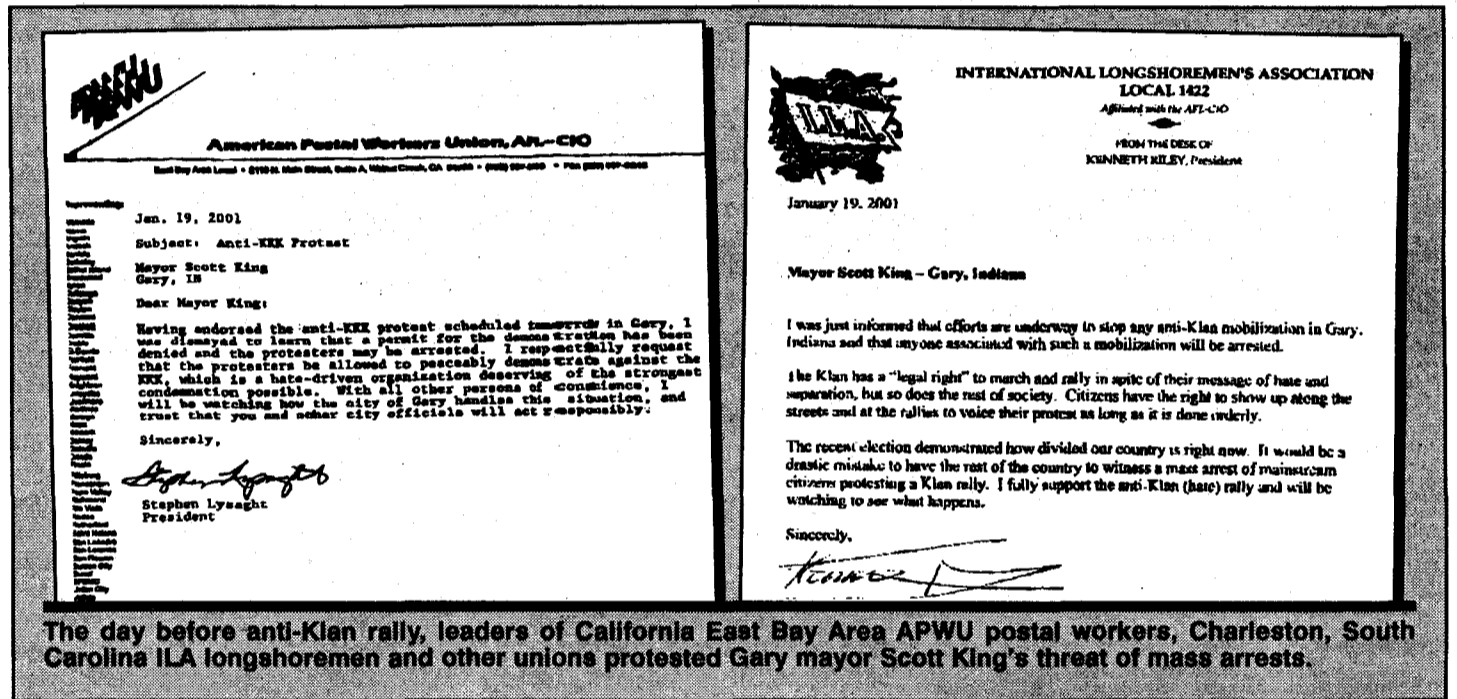 American Postal Workers Union, AFL-CIO
Jan. 19, 2001
Subject: Anti-KKK Protest
Mayor Scott King
Gary, IN
Dear Mayor King:
Having endorsed the anti-KKK protest scheduled tomorrow in Gary, I
was dismayed to learn that a permit for the demonstration has been
denied and the protesters may be arrested. I respectfully request
that the protesters be allowed to peaceably demonstrate against the
KKK, which is a hate-driven organization deserving of the strongest
condemnation possible. With all other persons of conscience, I
will be watching how the city of Gary handles this situation, and
trust that you and other city officials will act responsibly.
Sincerely,
Stephen Lysaght
Stephen Lysaght
President
INTERNATIONAL LONGSHOREMEN'S ASSOCIATION
LOCAL 1422
Affiliated with the AFL-CIO
FROM THE DESK OF
KENNETH RILEY, President
I.L.A.
January 19, 2001
Mayor Scott King – Gary, Indiana
I was just informed that efforts are underway to stop any anti-Klan mobilization in Gary,
Indiana and that anyone associated with such a mobilization will be arrested.
The Klan has a "legal right" to march and rally in spite of their message of hate and
separation, but so does the rest of society. Citizens have the right to show up along the
streets and at the rallies to voice their protest as long as it is done orderly.
The recent election demonstrated how divided our country is right now. It would be a
drastic mistake to have the rest of the country to witness a mass arrest of mainstream
citizens protesting a Klan rally. I fully support the anti-Klan (hate) rally and will be
watching to see what happens.
Sincerely,
The day before anti-Klan rally, leaders of California East Bay Area APWU postal workers, Charleston, South
Carolina ILA longshoremen and other unions protested Gary mayor Scott King's threat of mass arrests.